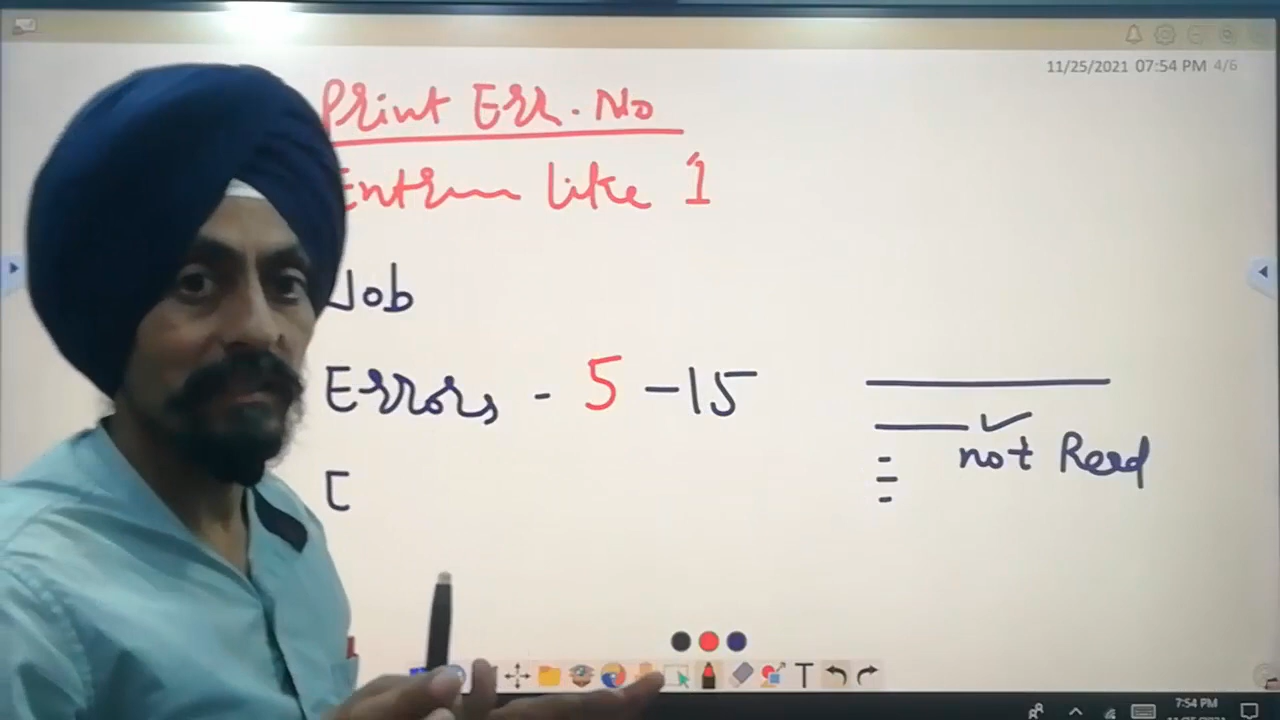 11/25/2021 07:54 PM 4/6
Print Err. No
Entrm like 1
Job
Errors - 5 - 15
not Read
T
7:54 PM